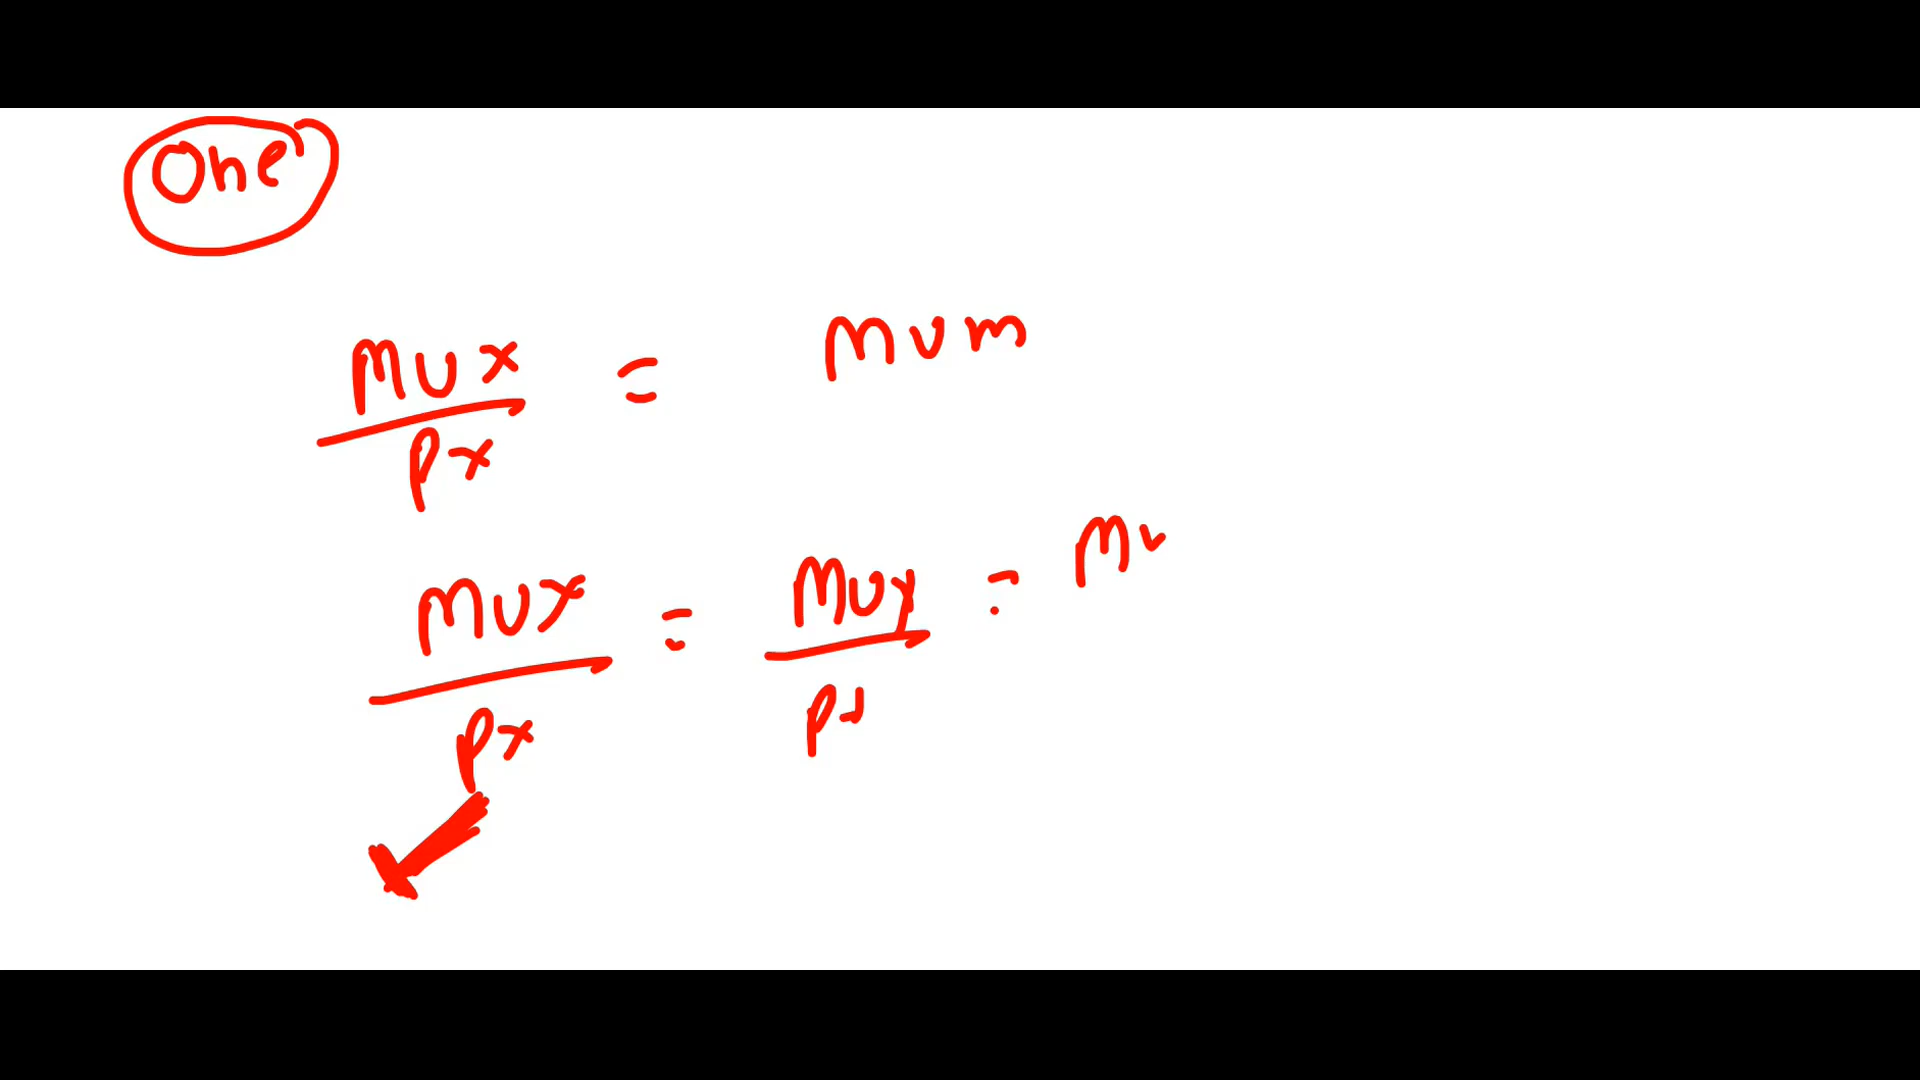 One
MUx = MUm
Px
MUx = MUy = MU
Px Py